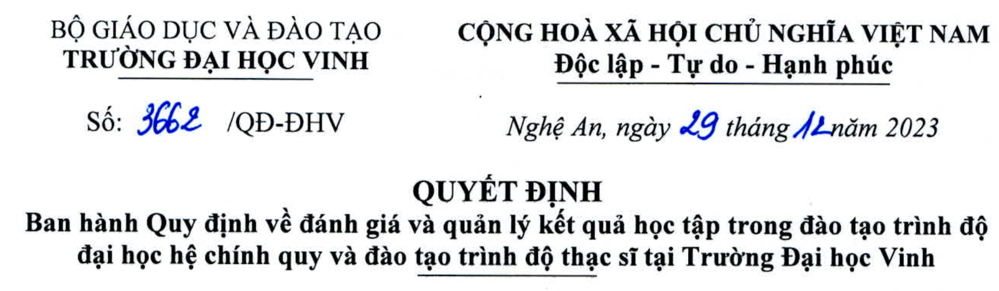 BỘ GIÁO DỤC VÀ ĐÀO TẠO
TRƯỜNG ĐẠI HỌC VINH
CỘNG HOÀ XÃ HỘI CHỦ NGHĨA VIỆT NAM
Độc lập - Tự do - Hạnh phúc
Số: 3662 /QĐ-ĐHV
Nghệ An, ngày 29 tháng 12 năm 2023
QUYẾT ĐỊNH
Ban hành Quy định về đánh giá và quản lý kết quả học tập trong đào tạo trình độ
đại học hệ chính quy và đào tạo trình độ thạc sĩ tại Trường Đại học Vinh